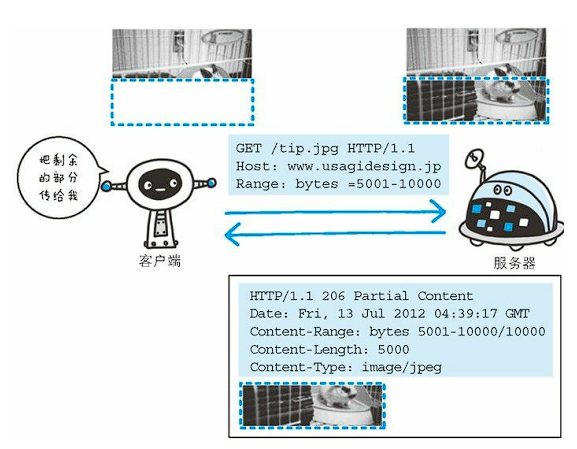 把剩余
的部分
传给我
GET /tip.jpg HTTP/1.1
Host: www.usagidesign.jp
Range: bytes =5001-10000
客户端
服务器
HTTP/1.1 206 Partial Content
Date: Fri, 13 Jul 2012 04:39:17 GMT
Content-Range: bytes 5001-10000/10000
Content-Length: 5000
Content-Type: image/jpeg